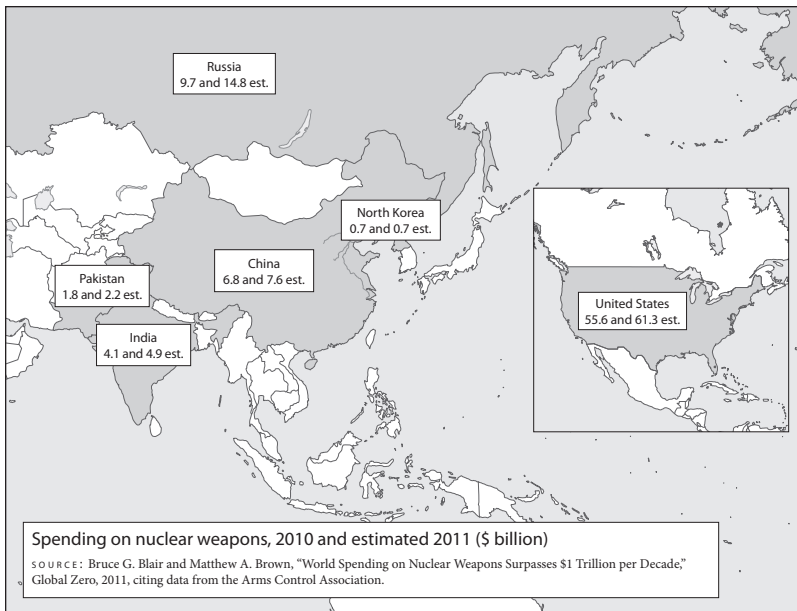 Russia
9.7 and 14.8 est.
North Korea
0.7 and 0.7 est.
China
6.8 and 7.6 est.
Pakistan
1.8 and 2.2 est.
India
4.1 and 4.9 est.
United States
55.6 and 61.3 est.
Spending on nuclear weapons, 2010 and estimated 2011 ($ billion)
SOURCE: Bruce G. Blair and Matthew A. Brown, “World Spending on Nuclear Weapons Surpasses $1 Trillion per Decade,”
Global Zero, 2011, citing data from the Arms Control Association.